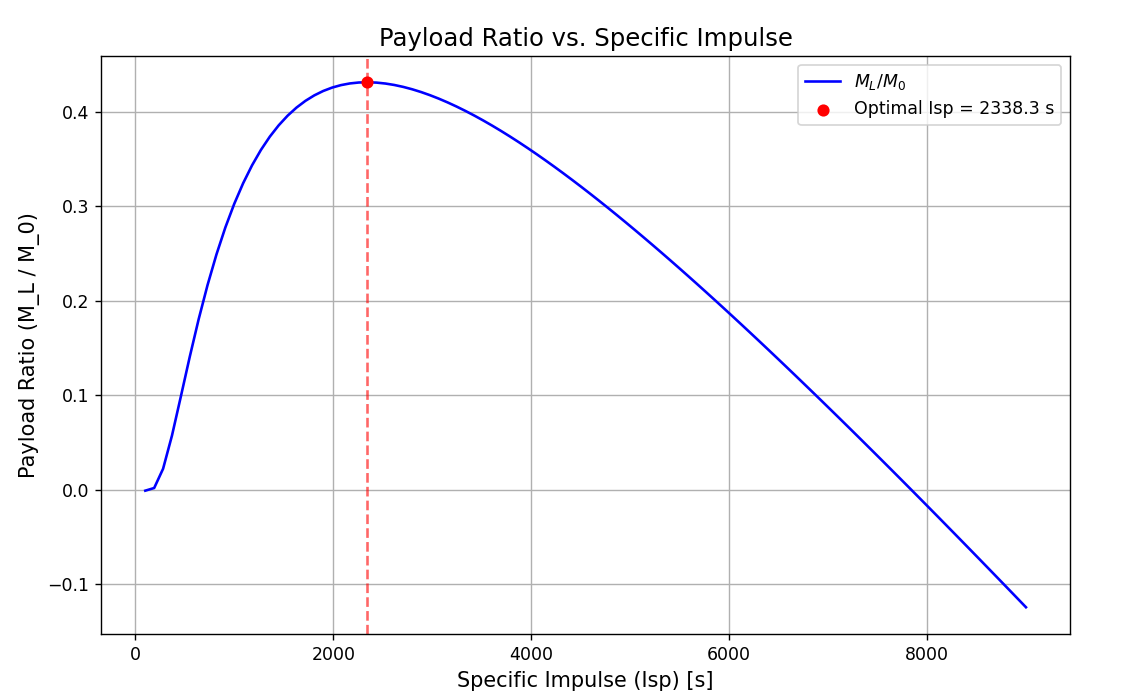 Payload Ratio vs. Specific Impulse
M_L/M_0
Optimal Isp = 2338.3 s
Payload Ratio (M_L / M_0)
0.4
0.3
0.2
0.1
0.0
−0.1
0 2000 4000 6000 8000
Specific Impulse (Isp) [s]